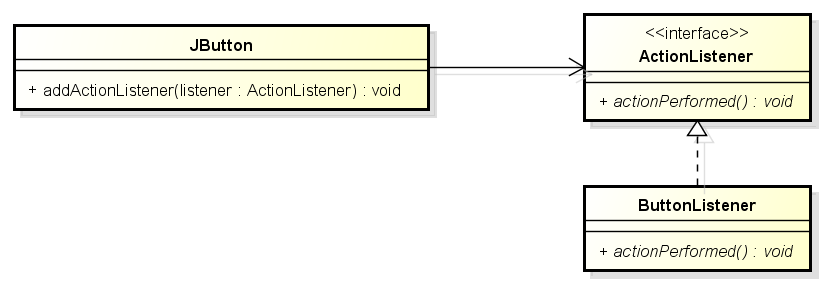 JButton
+ addActionListener(listener : ActionListener) : void
<<interface>>
ActionListener
+ actionPerformed() : void
ButtonListener
+ actionPerformed() : void